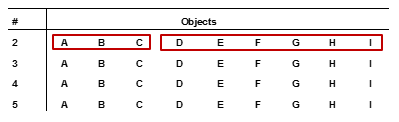 # Objects
2 A B C D E F G H I
3 A B C D E F G H I
4 A B C D E F G H I
5 A B C D E F G H I